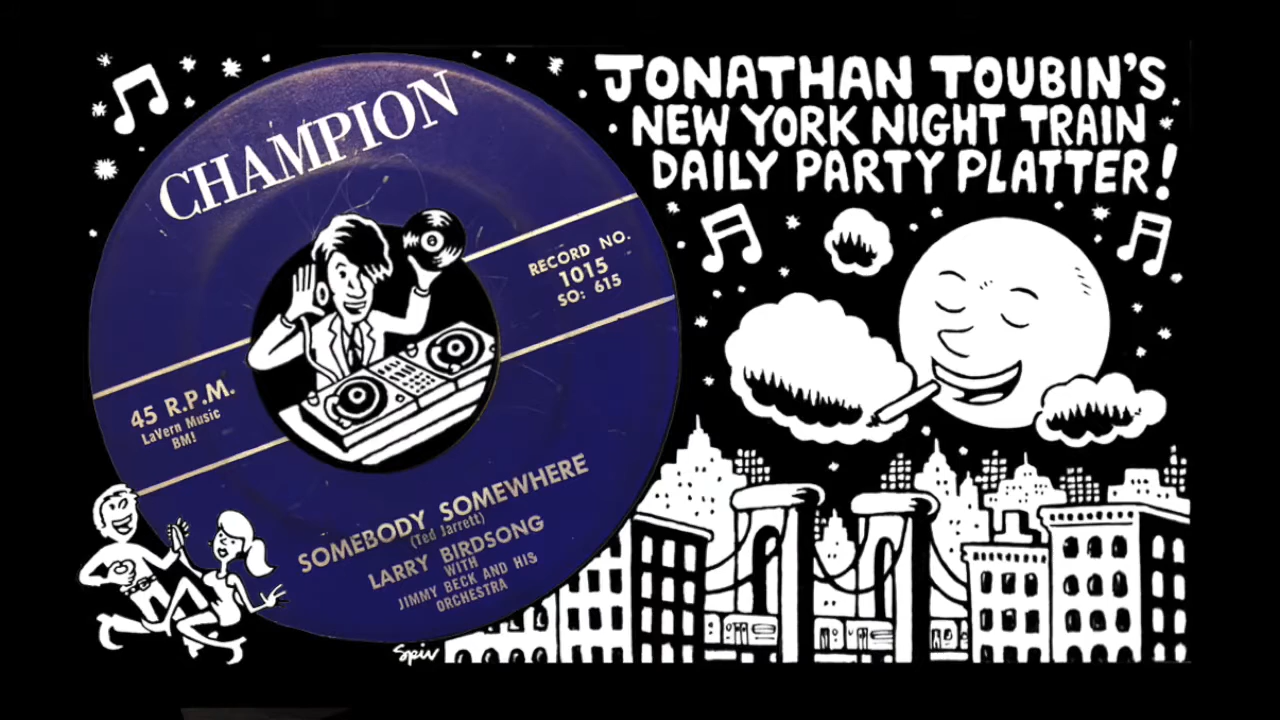 JONATHAN TOUBIN'S
NEW YORK NIGHT TRAIN
DAILY PARTY PLATTER!
CHAMPION
RECORD NO.
1015
SO: 615
45 R.P.M.
LaVern Music
BMI
SOMEBODY SOMEWHERE
(Ted Jarrett)
LARRY BIRDSONG
WITH
JIMMY BECK AND HIS
ORCHESTRA
Spiv